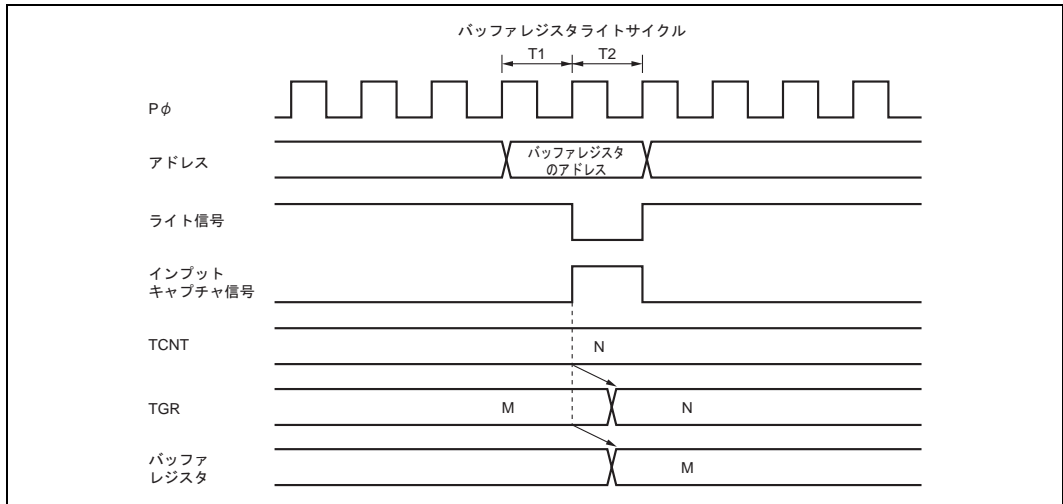 バッファレジスタライトサイクル
T1 T2
Pφ
アドレス
バッファレジスタ
のアドレス
ライト信号
インプット
キャプチャ信号
TCNT
N
TGR
M N
バッファ
レジスタ
M